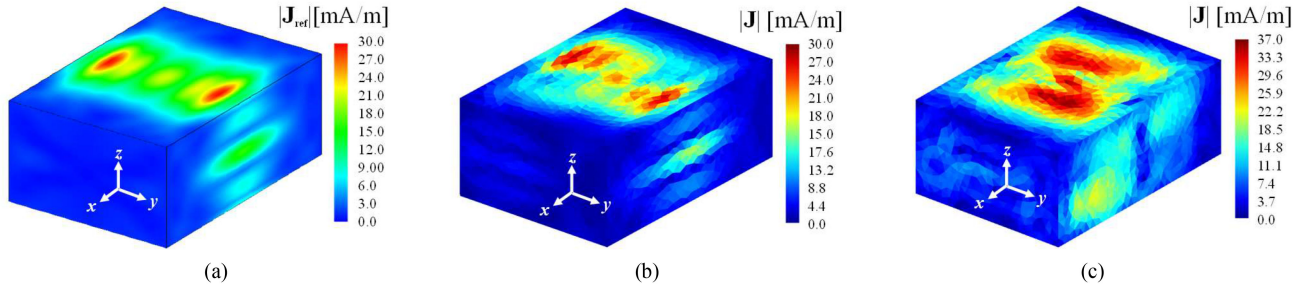 |J_ref| [mA/m]
30.0
27.0
24.0
21.0
18.0
15.0
12.0
9.00
6.0
3.0
0.0
z
x
y
(a)
|J| [mA/m]
30.0
27.0
24.0
21.0
18.0
17.6
13.2
8.8
4.4
0.0
z
x
y
(b)
|J| [mA/m]
37.0
33.3
29.6
25.9
22.2
18.5
14.8
11.1
7.4
3.7
0.0
z
x
y
(c)